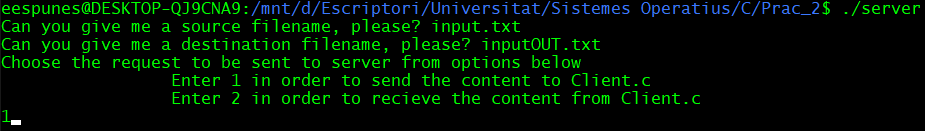 eespunes@DESKTOP-QJ9CNA9:/mnt/d/Escriptori/Universitat/Sistemes Operatius/C/Prac_2$ ./server
Can you give me a source filename, please? input.txt
Can you give me a destination filename, please? inputOUT.txt
Choose the request to be sent to server from options below
Enter 1 in order to send the content to Client.c
Enter 2 in order to recieve the content from Client.c
1